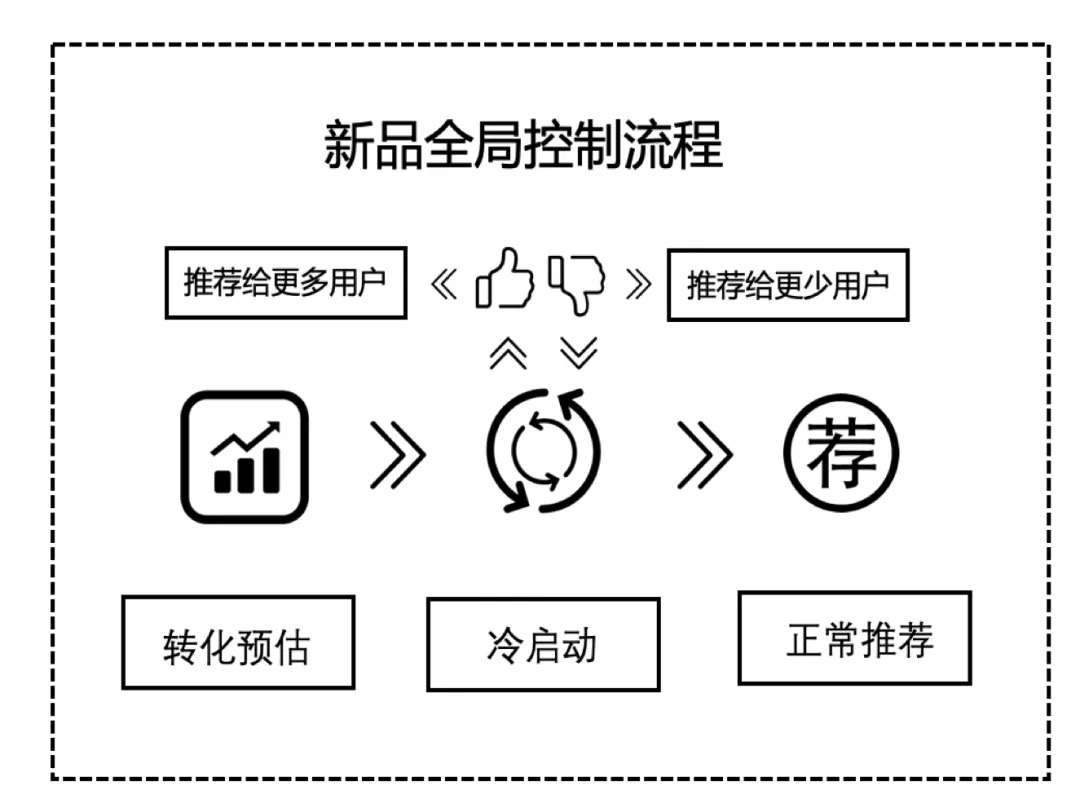 新品全局控制流程
推荐给更多用户
推荐给更少用户
荐
转化预估
冷启动
正常推荐